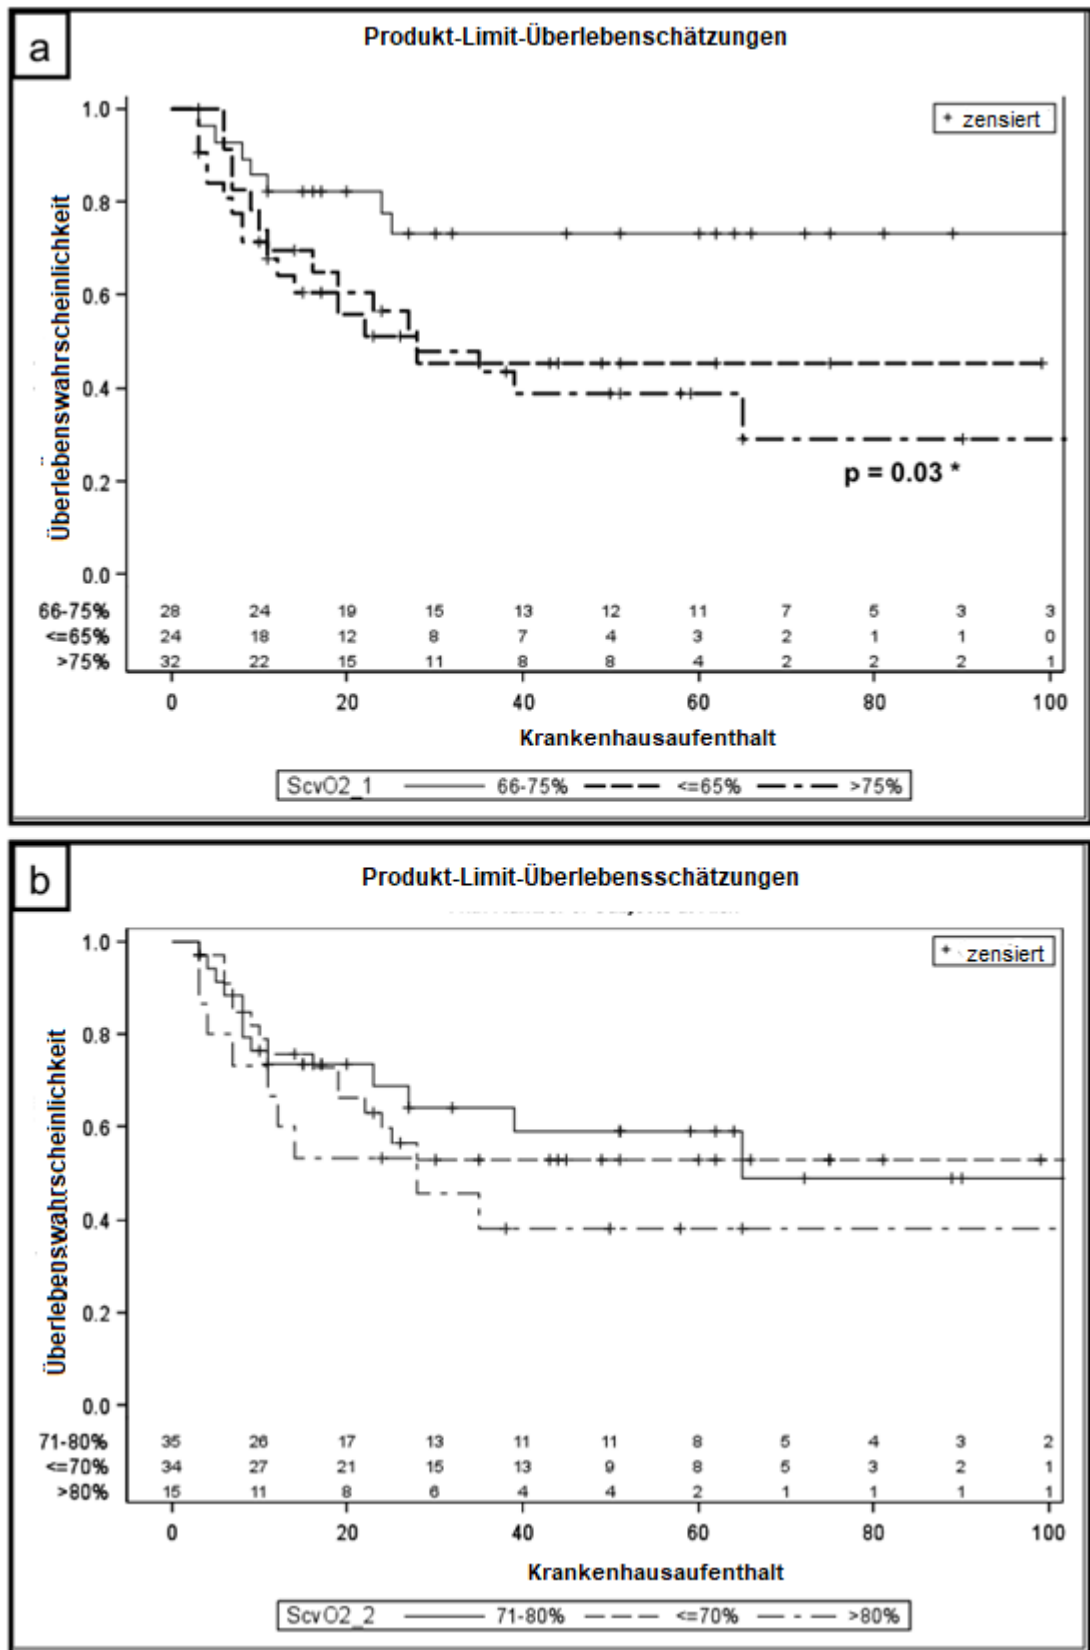 a
Produkt-Limit-Überlebenschätzungen
+ zensiert
Überlebenswahrscheinlichkeit
1.0
0.8
0.6
0.4
0.2
0.0
p = 0.03 *
66-75% 28 24 19 15 13 12 11 7 5 3 3
<=65% 24 18 12 8 7 4 3 2 1 1 0
>75% 32 22 15 11 8 8 4 2 2 2 1
0 20 40 60 80 100
Krankenhausaufenthalt
ScvO2_1 66-75% <=65% >75%
b
Produkt-Limit-Überlebensschätzungen
+ zensiert
Überlebenswahrscheinlichkeit
1.0
0.8
0.6
0.4
0.2
0.0
71-80% 35 26 17 13 11 11 8 5 4 3 2
<=70% 34 27 21 15 13 9 8 5 3 2 1
>80% 15 11 8 6 4 4 2 1 1 1 1
0 20 40 60 80 100
Krankenhausaufenthalt
ScvO2_2 71-80% <=70% >80%